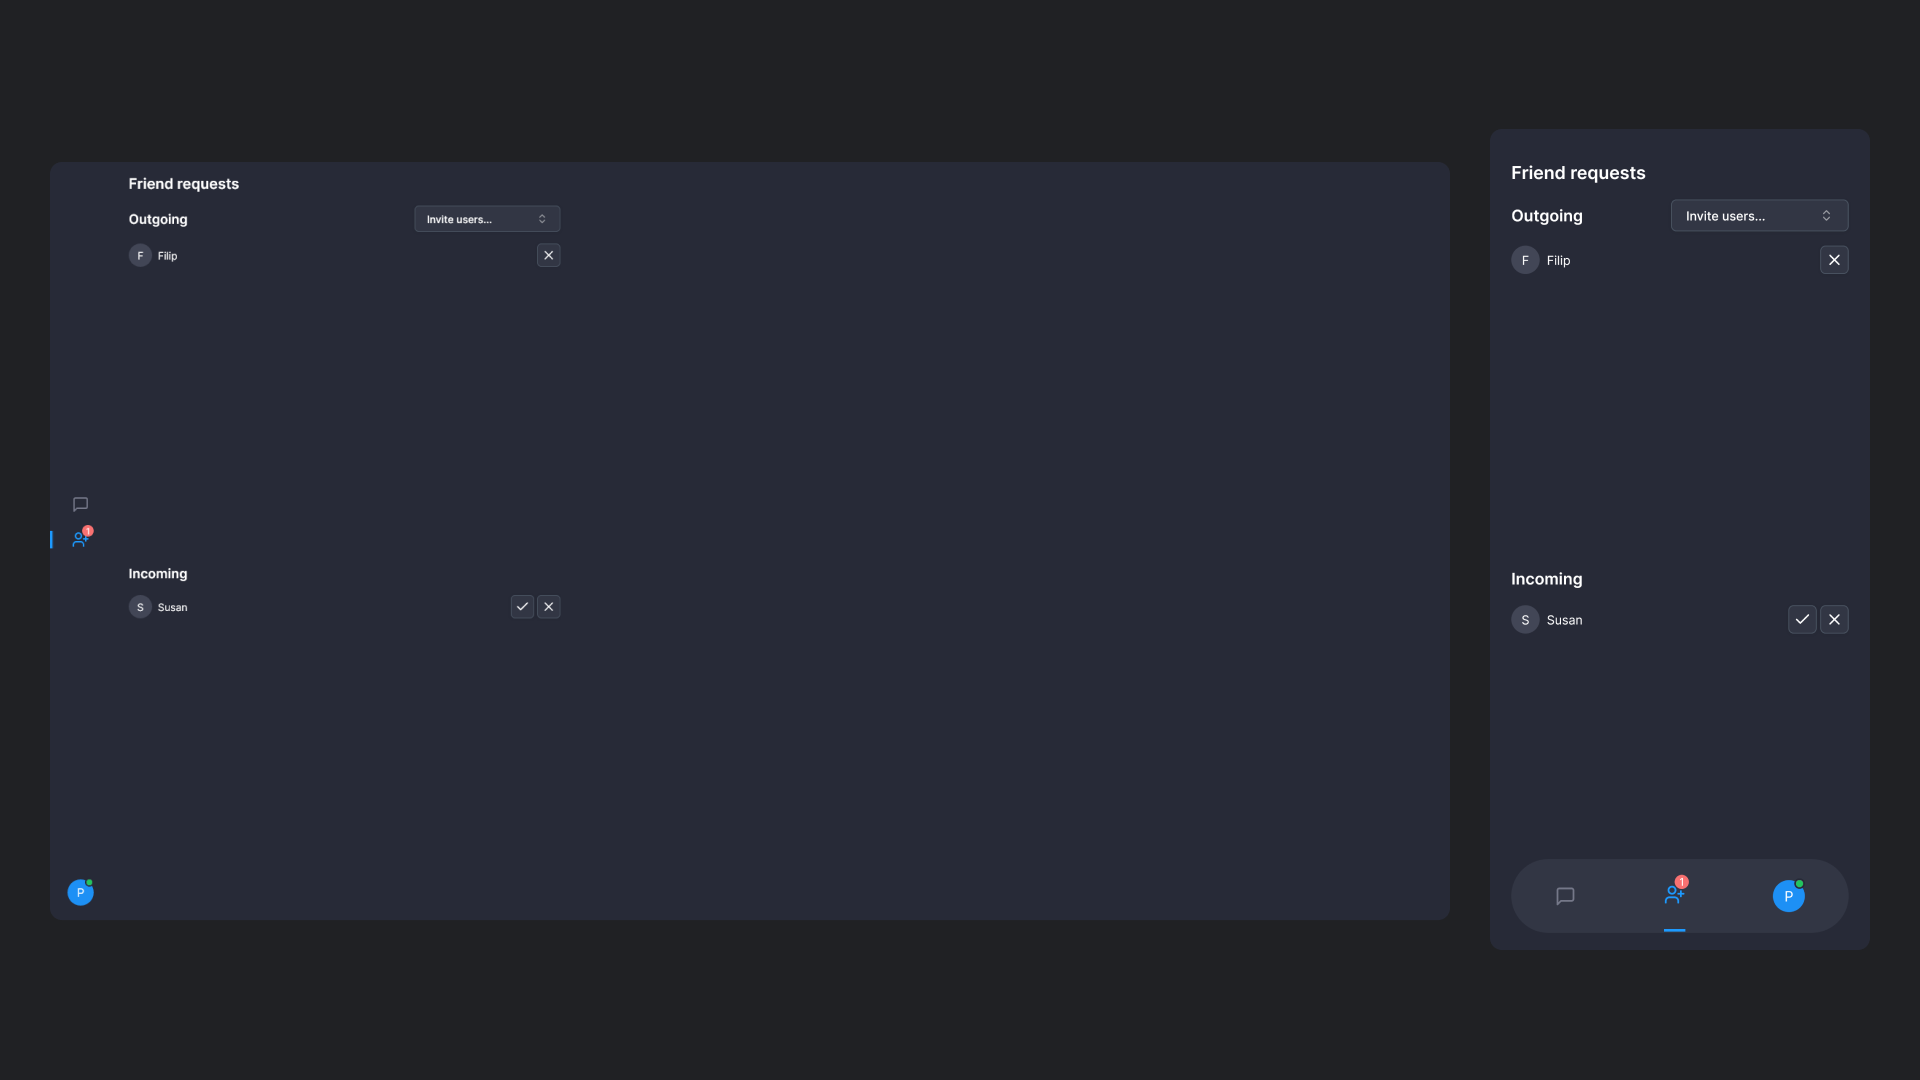 Friend requests
Outgoing
Invite users...
F Filip
1
Incoming
S Susan
P
Friend requests
Outgoing
Invite users...
F Filip
Incoming
S Susan
1
P